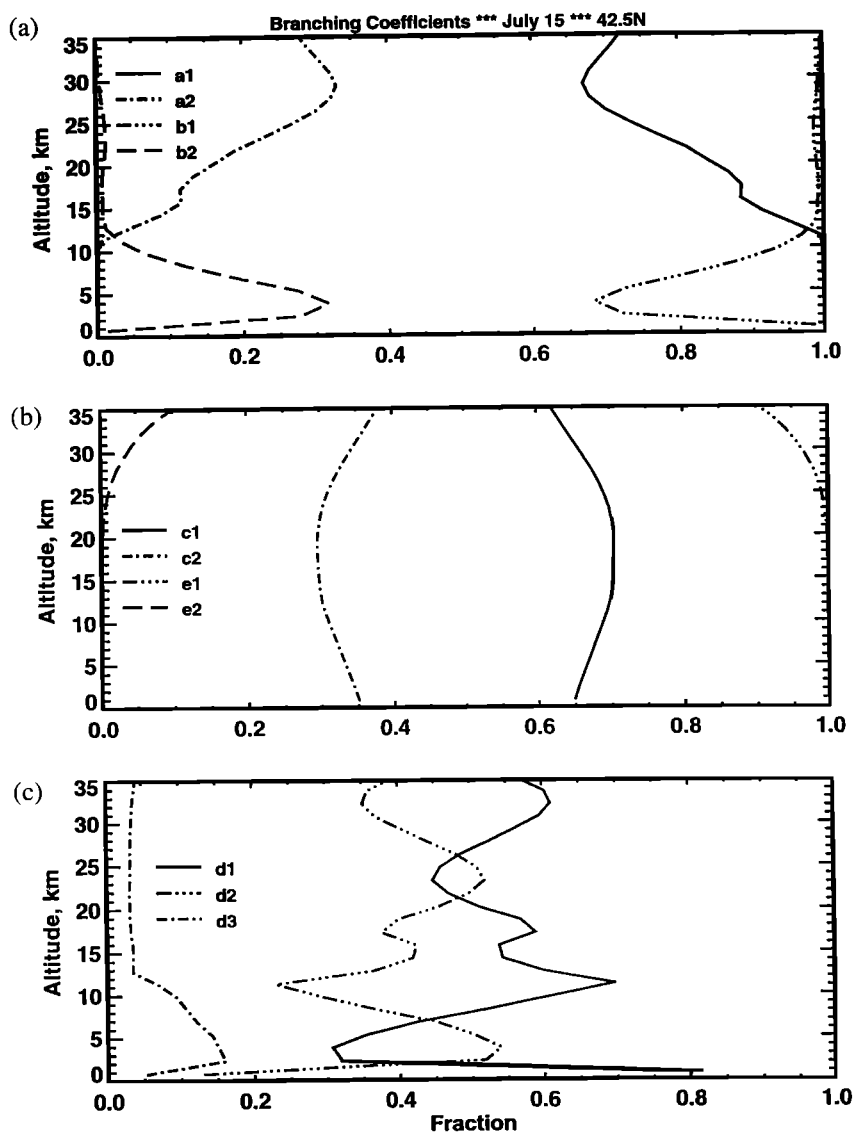 Branching Coefficients *** July 15 *** 42.5N
(a)
35
30
25
20
15
10
5
0
Altitude, km
a1
a2
b1
b2
0.0 0.2 0.4 0.6 0.8 1.0
(b)
35
30
25
20
15
10
5
0
Altitude, km
c1
c2
e1
e2
0.0 0.2 0.4 0.6 0.8 1.0
(c)
35
30
25
20
15
10
5
0
Altitude, km
d1
d2
d3
0.0 0.2 0.4 0.6 0.8 1.0
Fraction